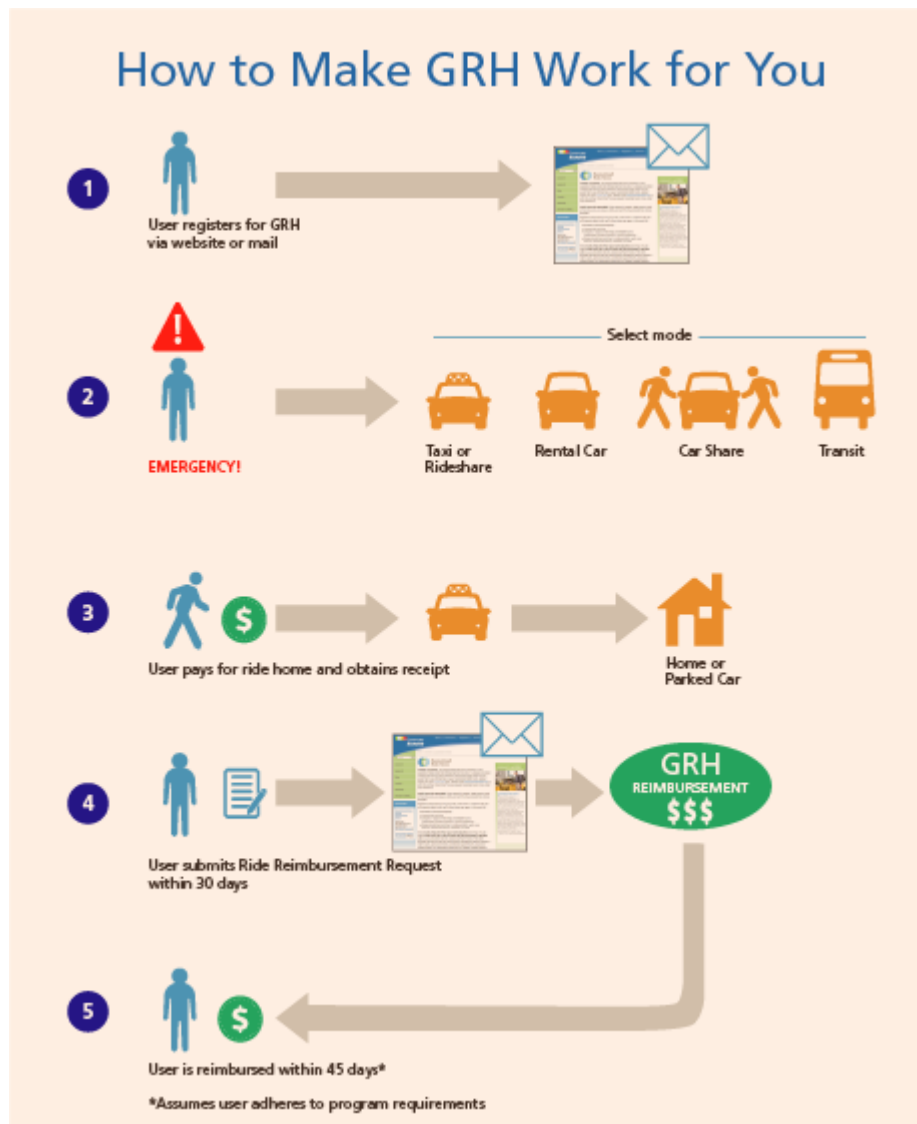 How to Make GRH Work for You
1
User registers for GRH
via website or mail
Select mode
2
EMERGENCY!
Taxi or
Rideshare
Rental Car
Car Share
Transit
3
$
User pays for ride home and obtains receipt
Home or
Parked Car
4
GRH
REIMBURSEMENT
$$$
User submits Ride Reimbursement Request
within 30 days
5
$
User is reimbursed within 45 days*
*Assumes user adheres to program requirements